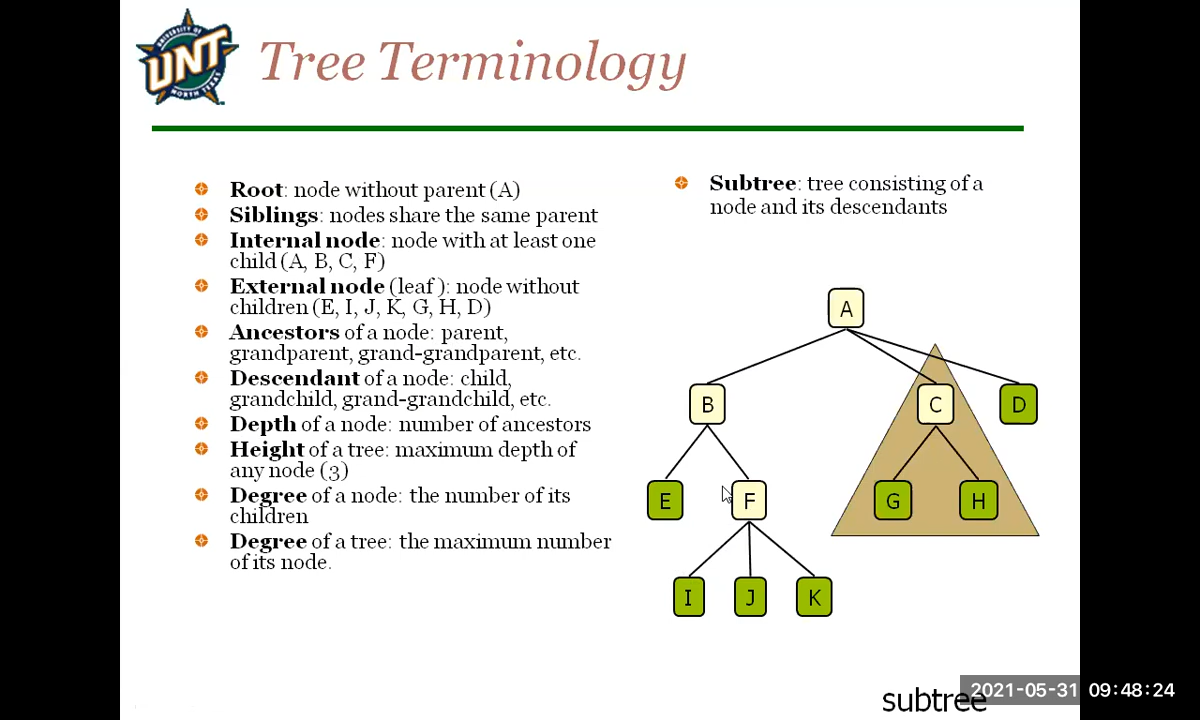 UNIVERSITY OF
UNT
NORTH TEXAS
Tree Terminology
Root: node without parent (A)
Siblings: nodes share the same parent
Internal node: node with at least one
child (A, B, C, F)
External node (leaf ): node without
children (E, I, J, K, G, H, D)
Ancestors of a node: parent,
grandparent, grand-grandparent, etc.
Descendant of a node: child,
grandchild, grand-grandchild, etc.
Depth of a node: number of ancestors
Height of a tree: maximum depth of
any node (3)
Degree of a node: the number of its
children
Degree of a tree: the maximum number
of its node.
Subtree: tree consisting of a
node and its descendants
A
B
C
D
E
F
G
H
I
J
K
subtree
2021-05-31 09:48:24